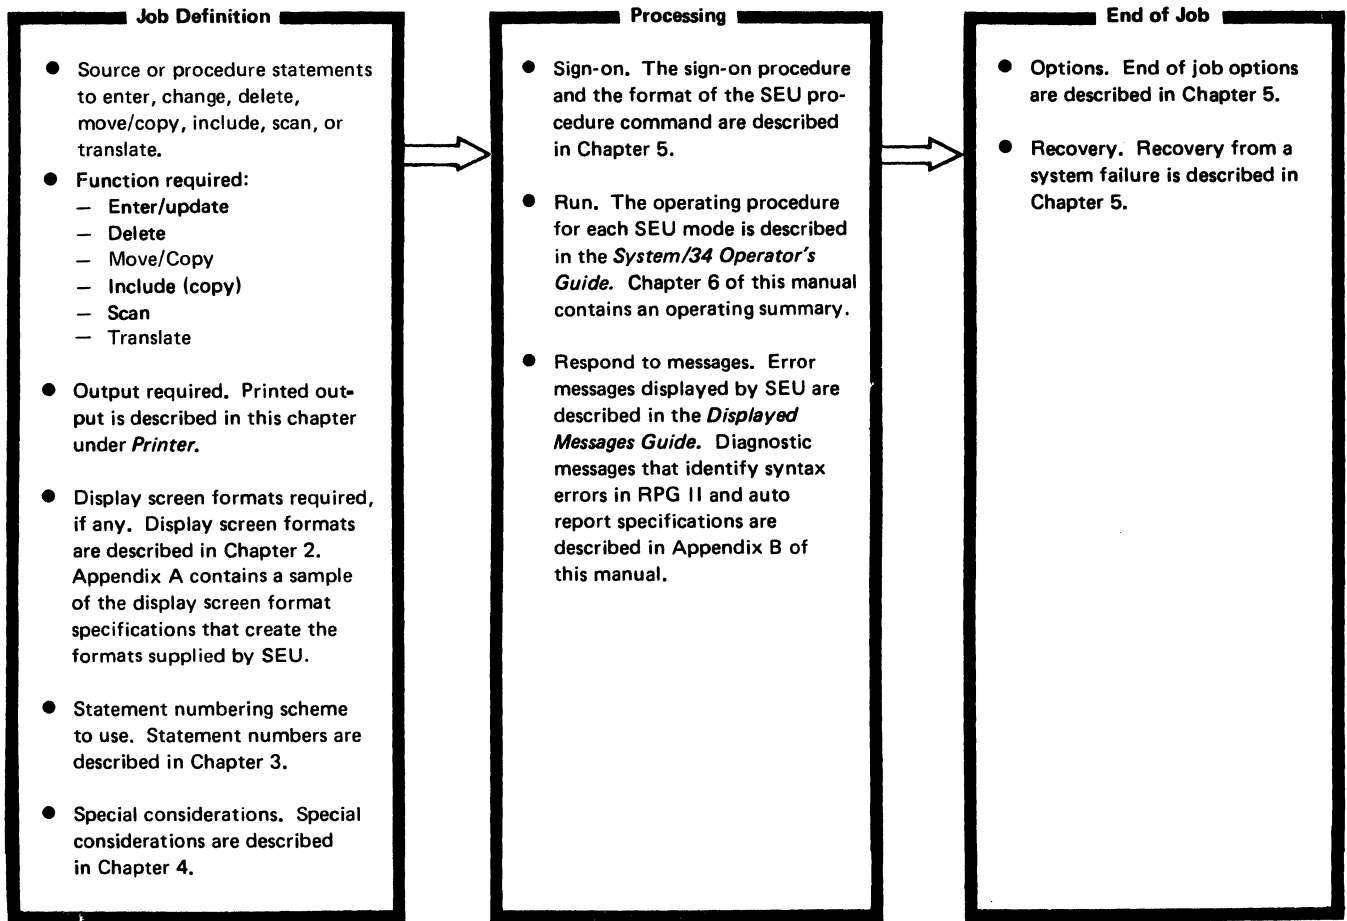 Job Definition
● Source or procedure statements
to enter, change, delete,
move/copy, include, scan, or
translate.
● Function required:
— Enter/update
— Delete
— Move/Copy
— Include (copy)
— Scan
— Translate
● Output required. Printed out-
put is described in this chapter
under Printer.
● Display screen formats required,
if any. Display screen formats
are described in Chapter 2.
Appendix A contains a sample
of the display screen format
specifications that create the
formats supplied by SEU.
● Statement numbering scheme
to use. Statement numbers are
described in Chapter 3.
● Special considerations. Special
considerations are described
in Chapter 4.
Processing
● Sign-on. The sign-on procedure
and the format of the SEU pro-
cedure command are described
in Chapter 5.
● Run. The operating procedure
for each SEU mode is described
in the System/34 Operator's
Guide. Chapter 6 of this manual
contains an operating summary.
● Respond to messages. Error
messages displayed by SEU are
described in the Displayed
Messages Guide. Diagnostic
messages that identify syntax
errors in RPG II and auto
report specifications are
described in Appendix B of
this manual.
End of Job
● Options. End of job options
are described in Chapter 5.
● Recovery. Recovery from a
system failure is described in
Chapter 5.